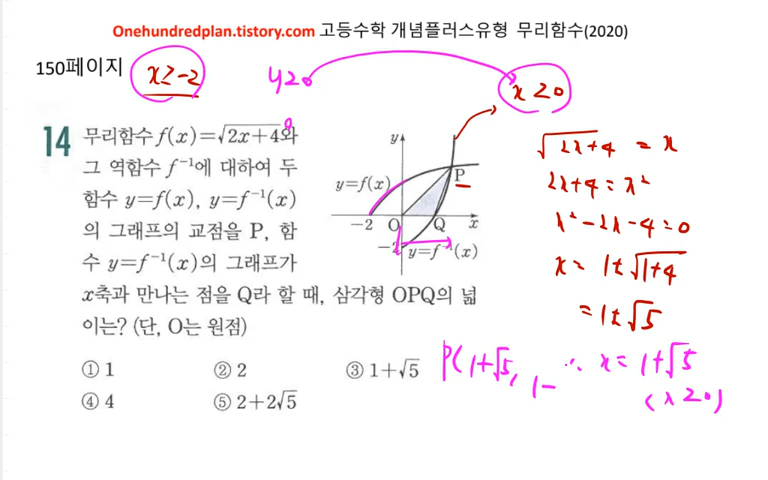 Onehundredplan.tistory.com 고등수학 개념플러스유형 무리함수(2020)
150페이지
x≥-2
y≥0
x≥0
14 무리함수 f(x)=√2x+4와
그 역함수 f⁻¹에 대하여 두
함수 y=f(x), y=f⁻¹(x)
의 그래프의 교점을 P, 함
수 y=f⁻¹(x)의 그래프가
x축과 만나는 점을 Q라 할 때, 삼각형 OPQ의 넓
이는? (단, O는 원점)
① 1 ② 2 ③ 1+√5
④ 4 ⑤ 2+2√5
y
P
y=f(x)
-2 O Q x
-2
y=f⁻¹(x)
√2x+4 = x
2x+4=x²
x²-2x-4=0
x=1±√1+4
=1±√5
∴ x=1+√5
(x≥0)
P(1+√5, 1-